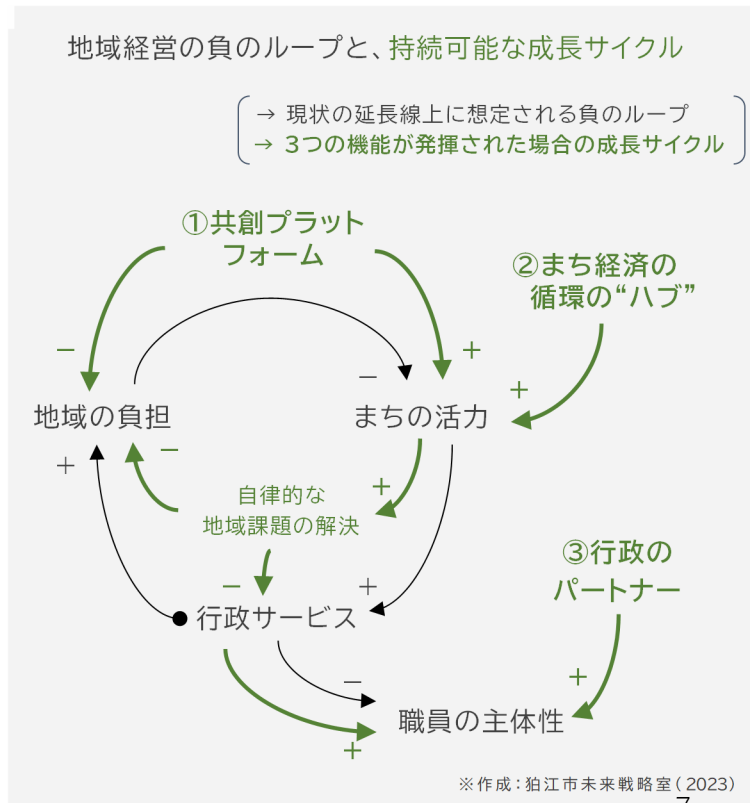 地域経営の負のループと、持続可能な成長サイクル
→ 現状の延長線上に想定される負のループ
→ 3つの機能が発揮された場合の成長サイクル
①共創プラット
フォーム
②まち経済の
循環の“ハブ”
－
＋
－
＋
地域の負担
まちの活力
＋
－
＋
自律的な
地域課題の解決
③行政の
パートナー
－
＋
行政サービス
－
＋
職員の主体性
＋
※作成：狛江市未来戦略室（2023）